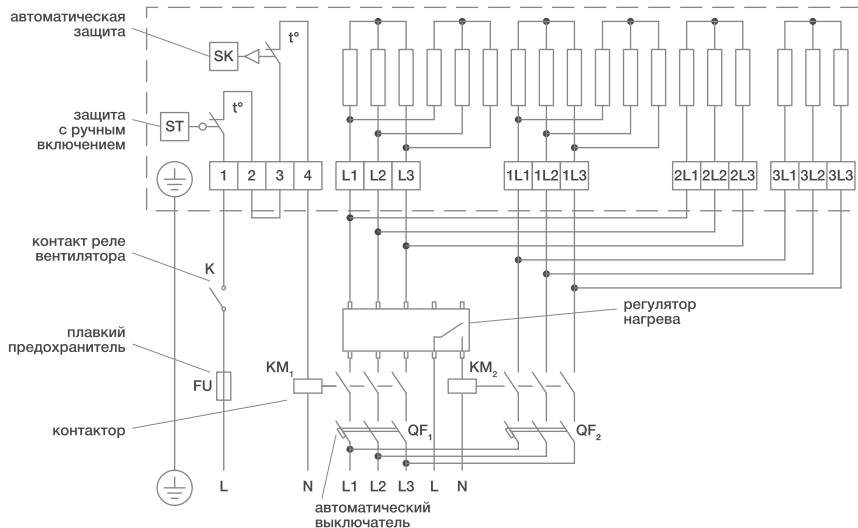 автоматическая
защита
SK
t°
защита
с ручным
включением
ST
t°
1 2 3 4
L1 L2 L3
1L1 1L2 1L3
2L1 2L2 2L3
3L1 3L2 3L3
контакт реле
вентилятора
K
регулятор
нагрева
плавкий
предохранитель
FU
KM1
KM2
контактор
QF1
QF2
L N L1 L2 L3 L N
автоматический
выключатель